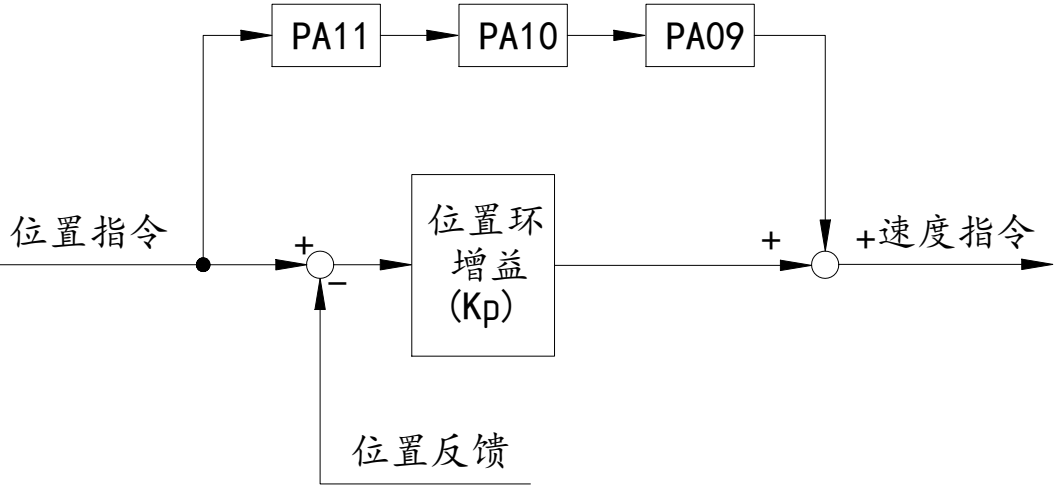 PA11
PA10
PA09
位置指令
+
-
位置环
增益
(Kp)
+
+速度指令
位置反馈